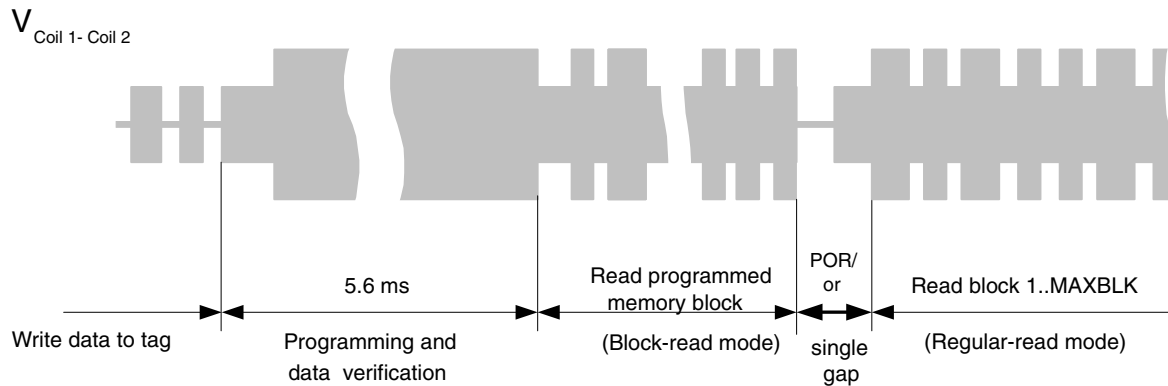 V Coil 1- Coil 2
5.6 ms
Read programmed
memory block
POR/
or
Read block 1..MAXBLK
Write data to tag
Programming and
data verification
(Block-read mode)
single
gap
(Regular-read mode)